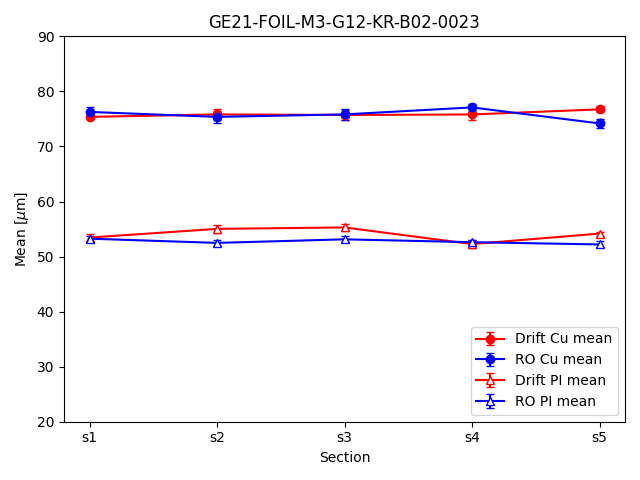 GE21-FOIL-M3-G12-KR-B02-0023
Mean [μm]
90
80
70
60
50
40
30
20
s1 s2 s3 s4 s5
Section
Drift Cu mean
RO Cu mean
Drift PI mean
RO PI mean